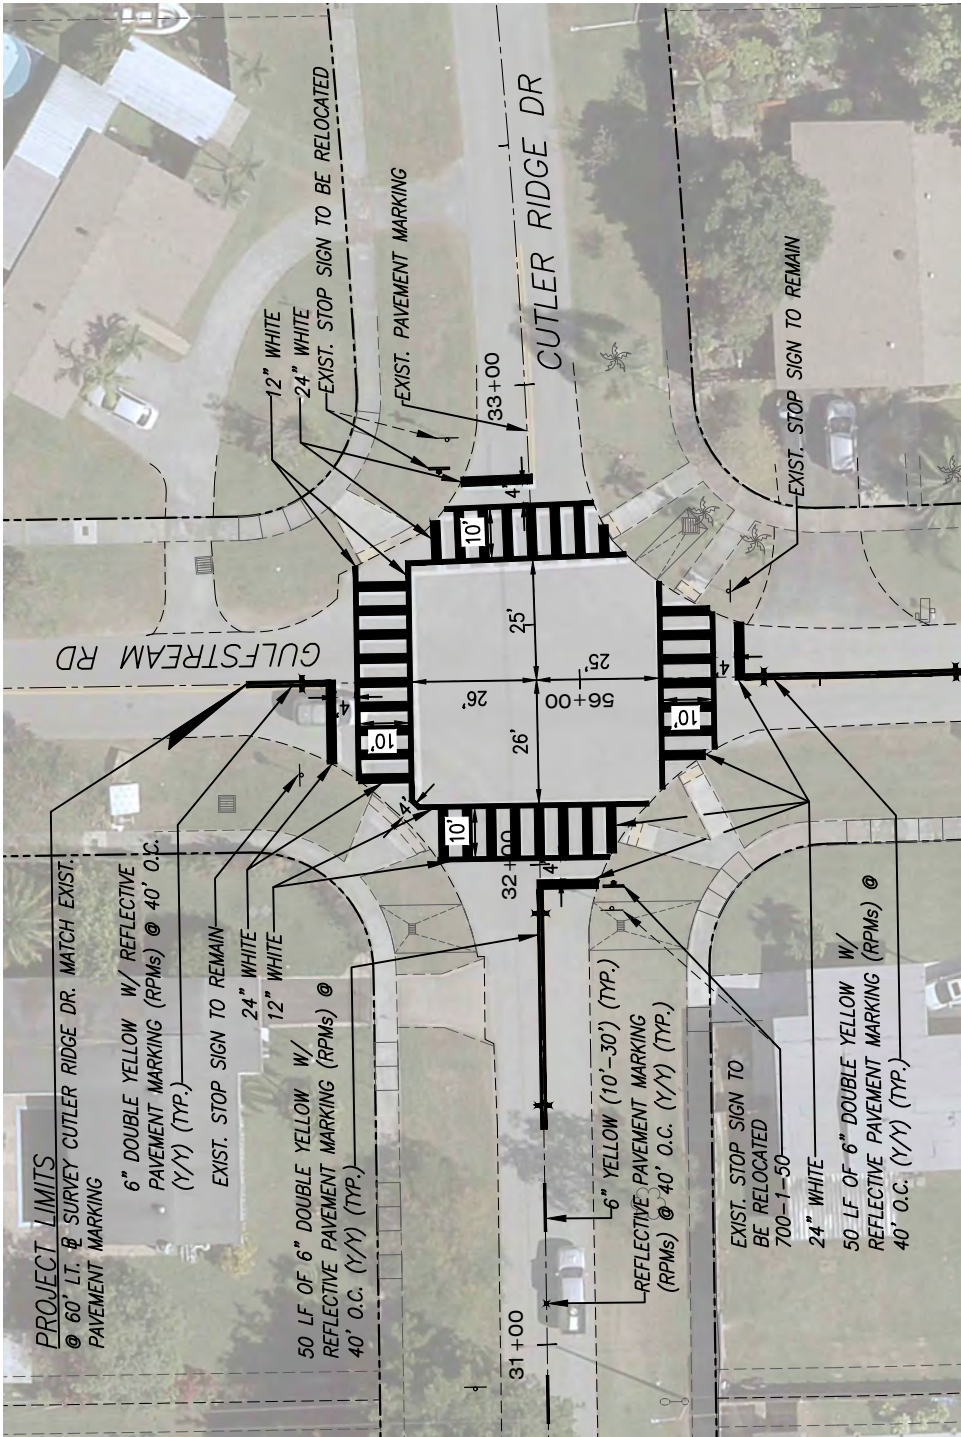 PROJECT LIMITS
@ 60' LT. ℄ SURVEY CUTLER RIDGE DR. MATCH EXIST.
PAVEMENT MARKING
6" DOUBLE YELLOW W/ REFLECTIVE
PAVEMENT MARKING (RPMs) @ 40' O.C.
(Y/Y) (TYP.)
EXIST. STOP SIGN TO REMAIN
24" WHITE
12" WHITE
50 LF OF 6" DOUBLE YELLOW W/
REFLECTIVE PAVEMENT MARKING (RPMs) @
40' O.C. (Y/Y) (TYP.)
GULFSTREAM RD
12" WHITE
24" WHITE
EXIST. STOP SIGN TO BE RELOCATED
EXIST. PAVEMENT MARKING
31+00
32+00
33+00
CUTLER RIDGE DR
4'
10'
4'
10'
4'
26'
26'
25'
25'
56+00
10'
4'
10'
4'
6" YELLOW (10'-30') (TYP.)
REFLECTIVE PAVEMENT MARKING
(RPMs) @ 40' O.C. (Y/Y) (TYP.)
EXIST. STOP SIGN TO
BE RELOCATED
700-1-50
24" WHITE
50 LF OF 6" DOUBLE YELLOW W/
REFLECTIVE PAVEMENT MARKING (RPMs) @
40' O.C. (Y/Y) (TYP.)
EXIST. STOP SIGN TO REMAIN